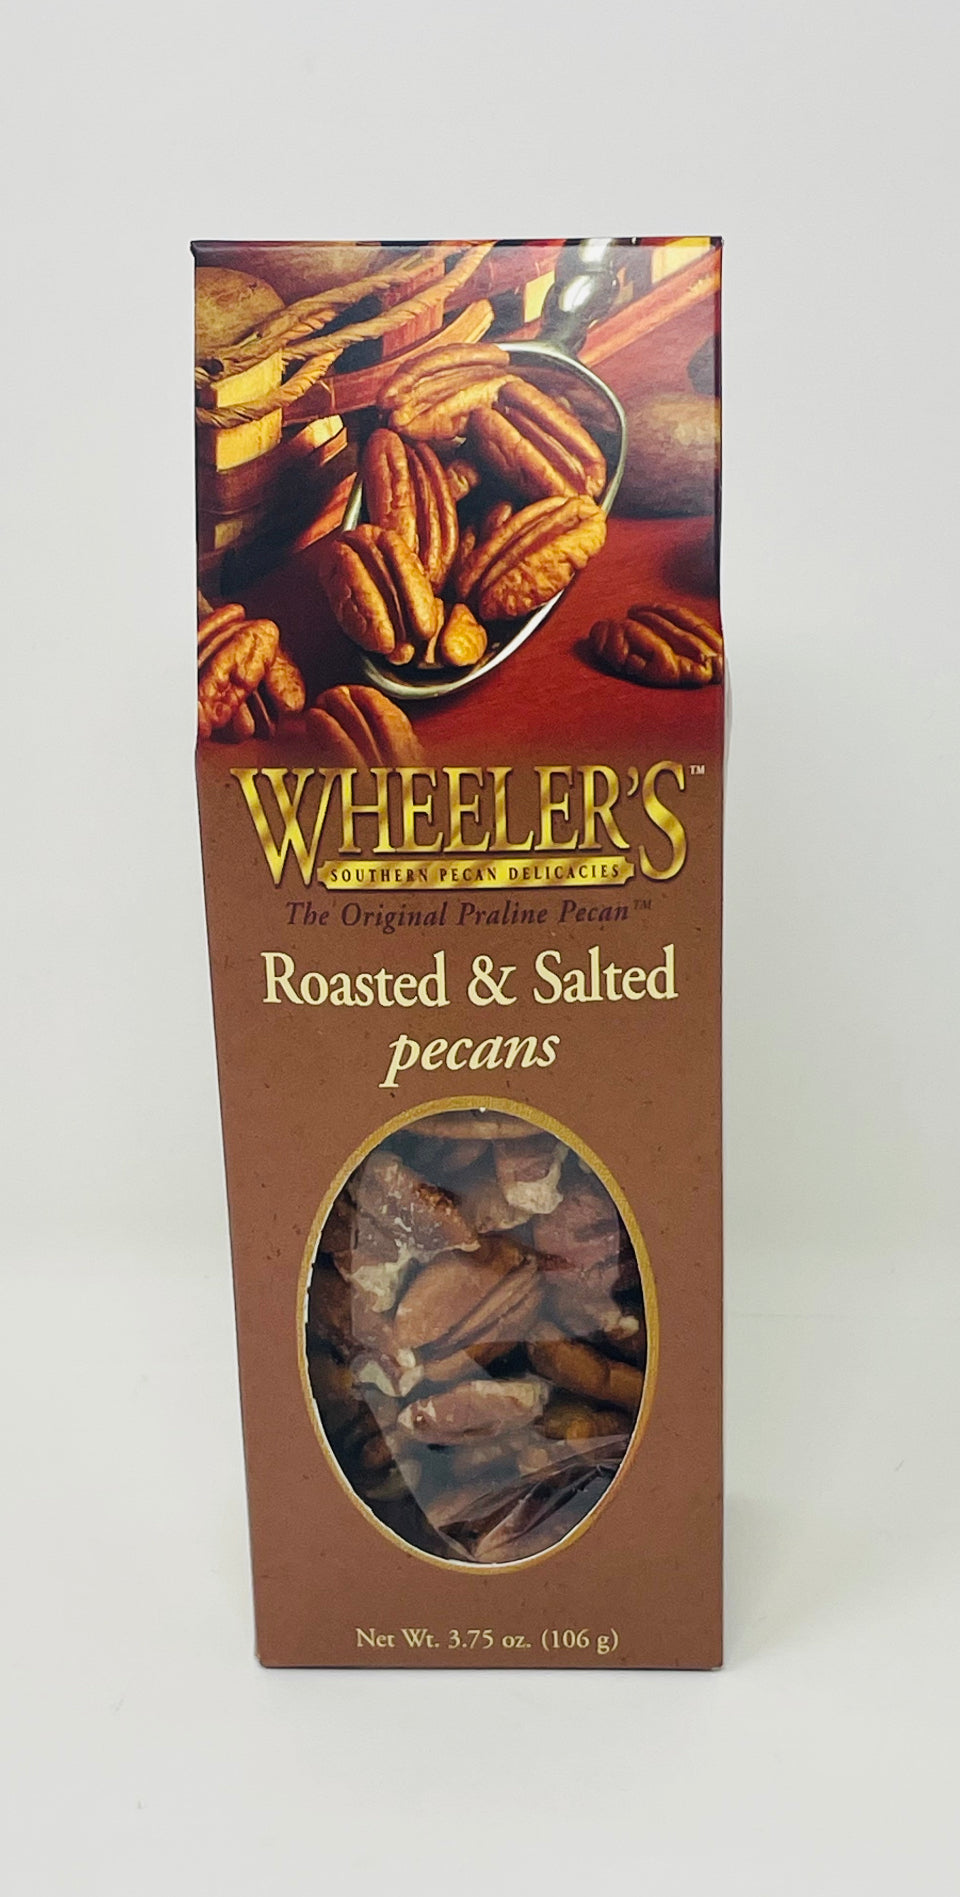 WHEELER'S™
SOUTHERN PECAN DELICACIES
The Original Praline Pecan™
Roasted & Salted
pecans
Net Wt. 3.75 oz. (106 g)